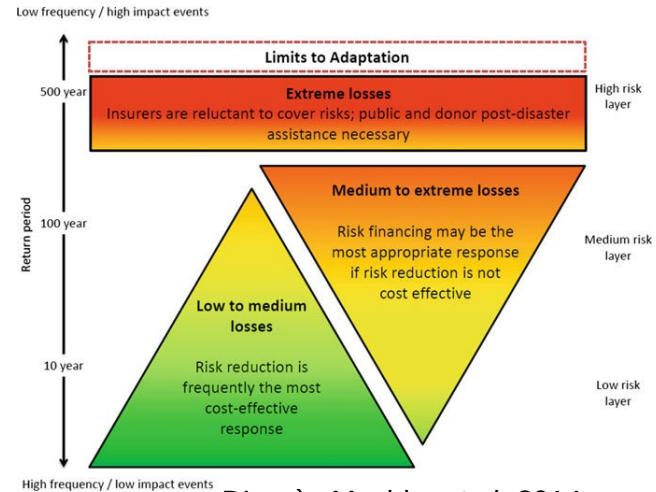 Low frequency / high impact events
Limits to Adaptation
500 year
Extreme losses
Insurers are reluctant to cover risks; public and donor post-disaster
assistance necessary
High risk
layer
Medium to extreme losses
Risk financing may be the
most appropriate response
if risk reduction is not
cost effective
100 year
Return period
Medium risk
layer
Low to medium
losses
Risk reduction is
frequently the most
cost-effective
response
10 year
Low risk
layer
High frequency / low impact events